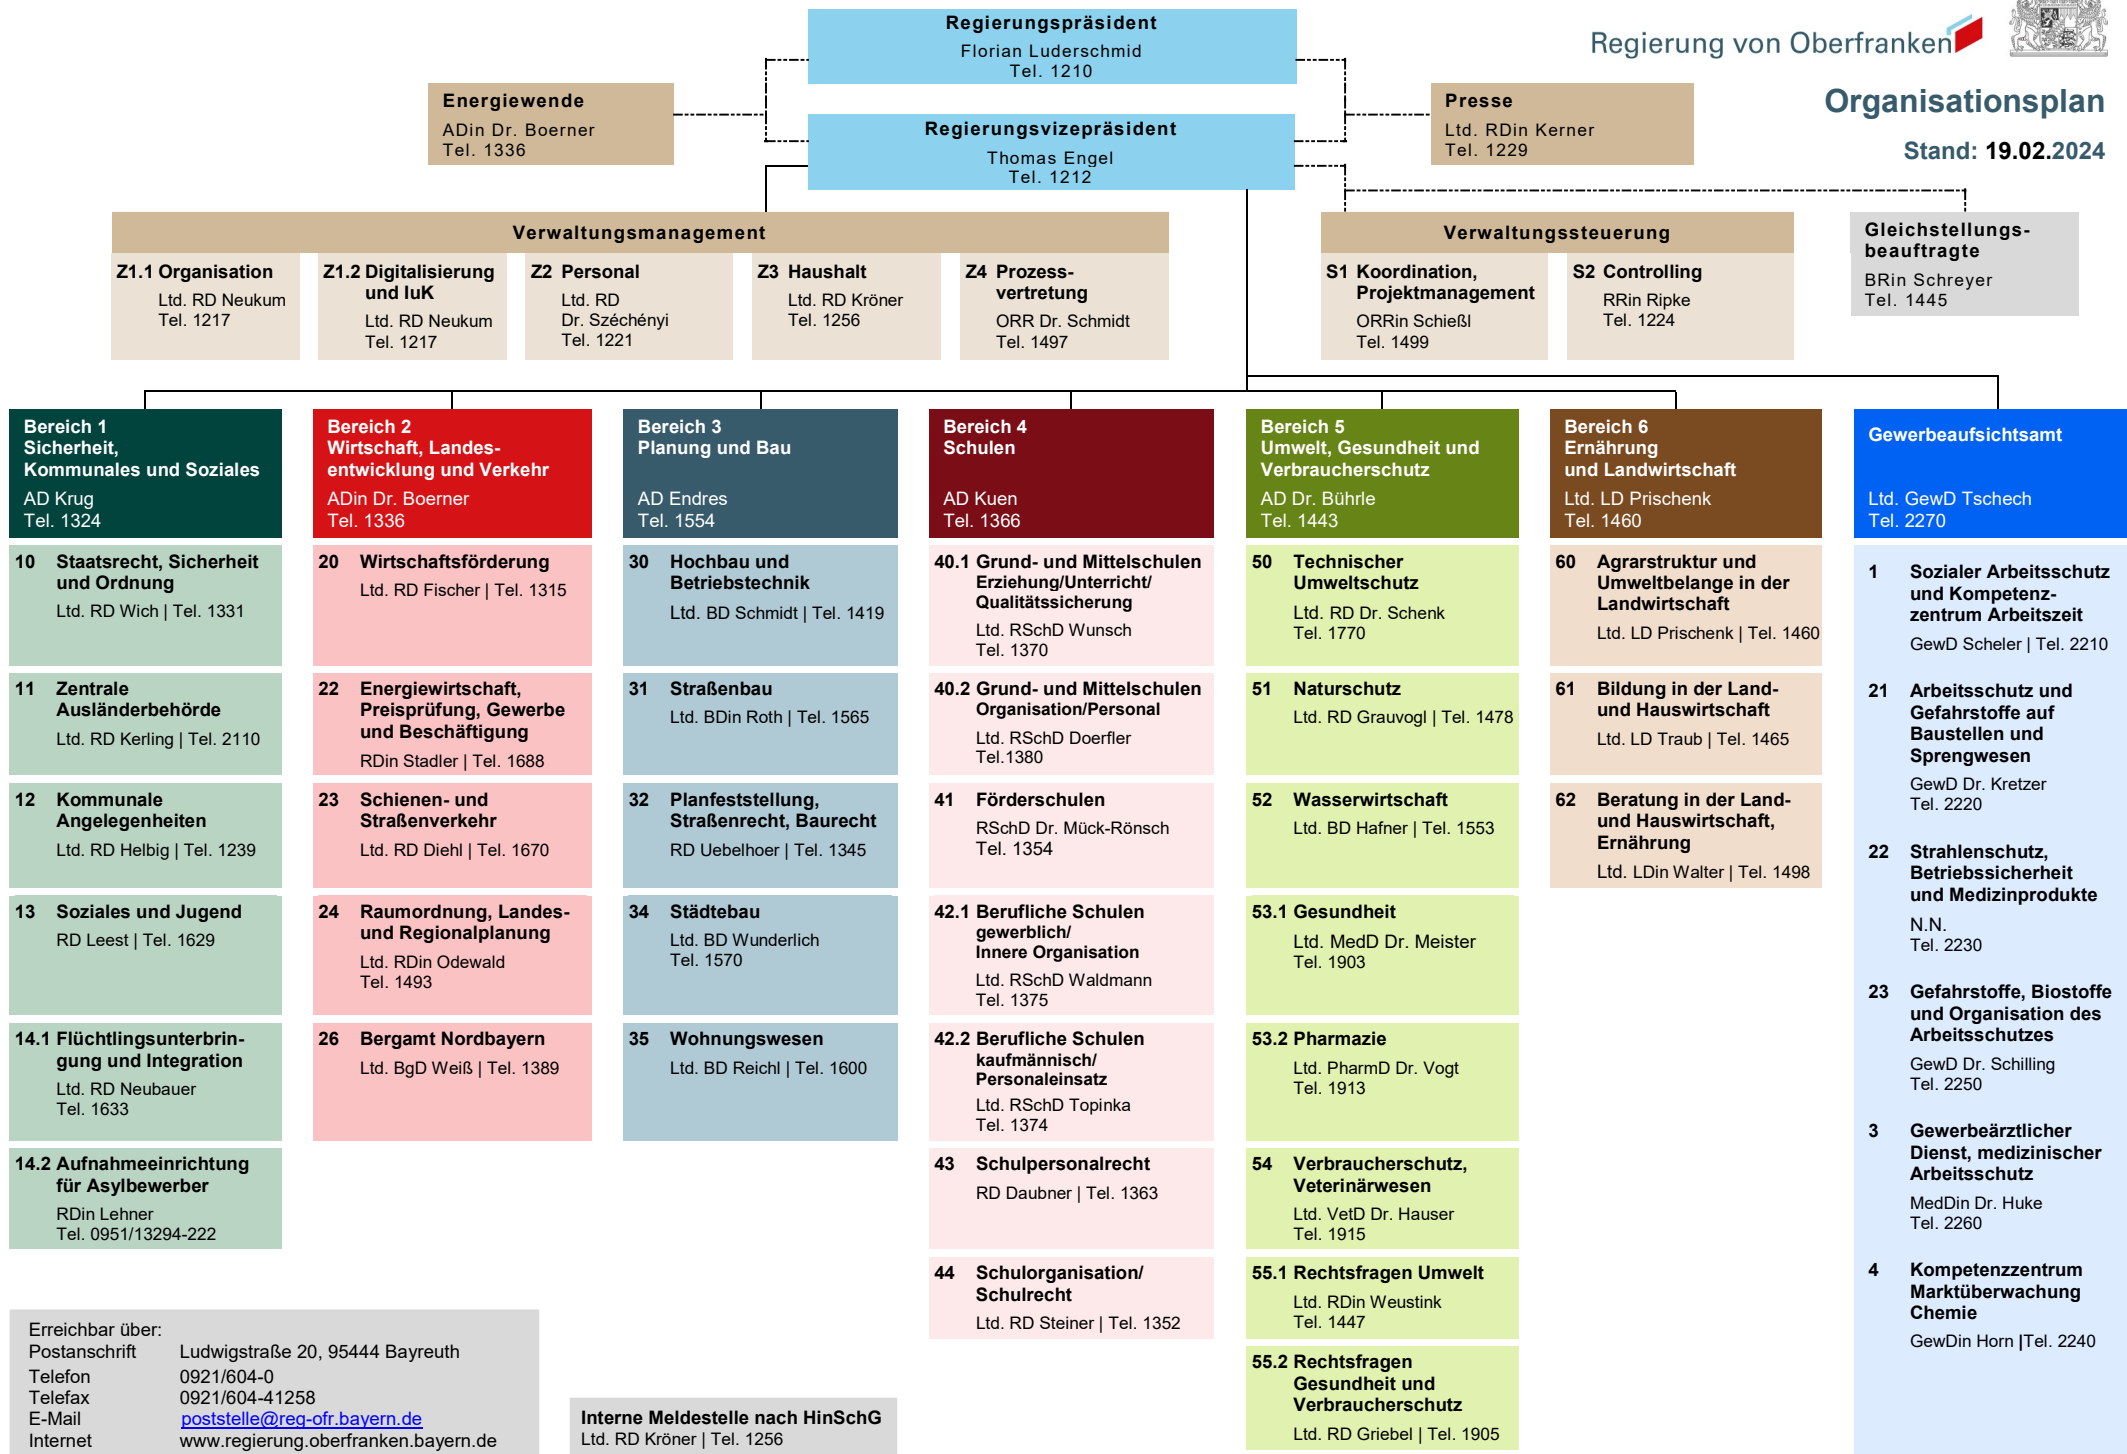 Regierungspräsident
Florian Luderschmid
Tel. 1210
Regierung von Oberfranken
Organisationsplan
Stand: 19.02.2024
Energiewende
ADin Dr. Boerner
Tel. 1336
Regierungsvizepräsident
Thomas Engel
Tel. 1212
Presse
Ltd. RDin Kerner
Tel. 1229
Verwaltungsmanagement
Z1.1 Organisation
Ltd. RD Neukum
Tel. 1217
Z1.2 Digitalisierung
und IuK
Ltd. RD Neukum
Tel. 1217
Z2 Personal
Ltd. RD
Dr. Széchényi
Tel. 1221
Z3 Haushalt
Ltd. RD Kröner
Tel. 1256
Z4 Prozess-
vertretung
ORR Dr. Schmidt
Tel. 1497
Verwaltungssteuerung
S1 Koordination,
Projektmanagement
ORRin Schießl
Tel. 1499
S2 Controlling
RRin Ripke
Tel. 1224
Gleichstellungs-
beauftragte
BRin Schreyer
Tel. 1445
Bereich 1
Sicherheit,
Kommunales und Soziales
AD Krug
Tel. 1324
10 Staatsrecht, Sicherheit
und Ordnung
Ltd. RD Wich | Tel. 1331
11 Zentrale
Ausländerbehörde
Ltd. RD Kerling | Tel. 2110
12 Kommunale
Angelegenheiten
Ltd. RD Helbig | Tel. 1239
13 Soziales und Jugend
RD Leest | Tel. 1629
14.1 Flüchtlingsunterbrin-
gung und Integration
Ltd. RD Neubauer
Tel. 1633
14.2 Aufnahmeeinrichtung
für Asylbewerber
RDin Lehner
Tel. 0951/13294-222
Bereich 2
Wirtschaft, Landes-
entwicklung und Verkehr
ADin Dr. Boerner
Tel. 1336
20 Wirtschaftsförderung
Ltd. RD Fischer | Tel. 1315
22 Energiewirtschaft,
Preisprüfung, Gewerbe
und Beschäftigung
RDin Stadler | Tel. 1688
23 Schienen- und
Straßenverkehr
Ltd. RD Diehl | Tel. 1670
24 Raumordnung, Landes-
und Regionalplanung
Ltd. RDin Odewald
Tel. 1493
26 Bergamt Nordbayern
Ltd. BgD Weiß | Tel. 1389
Bereich 3
Planung und Bau
AD Endres
Tel. 1554
30 Hochbau und
Betriebstechnik
Ltd. BD Schmidt | Tel. 1419
31 Straßenbau
Ltd. BDin Roth | Tel. 1565
32 Planfeststellung,
Straßenrecht, Baurecht
RD Uebelhoer | Tel. 1345
34 Städtebau
Ltd. BD Wunderlich
Tel. 1570
35 Wohnungswesen
Ltd. BD Reichl | Tel. 1600
Bereich 4
Schulen
AD Kuen
Tel. 1366
40.1 Grund- und Mittelschulen
Erziehung/Unterricht/
Qualitätssicherung
Ltd. RSchD Wunsch
Tel. 1370
40.2 Grund- und Mittelschulen
Organisation/Personal
Ltd. RSchD Doerfler
Tel.1380
41 Förderschulen
RSchD Dr. Mück-Rönsch
Tel. 1354
42.1 Berufliche Schulen
gewerblich/
Innere Organisation
Ltd. RSchD Waldmann
Tel. 1375
42.2 Berufliche Schulen
kaufmännisch/
Personaleinsatz
Ltd. RSchD Topinka
Tel. 1374
43 Schulpersonalrecht
RD Daubner | Tel. 1363
44 Schulorganisation/
Schulrecht
Ltd. RD Steiner | Tel. 1352
Bereich 5
Umwelt, Gesundheit und
Verbraucherschutz
AD Dr. Bührle
Tel. 1443
50 Technischer
Umweltschutz
Ltd. RD Dr. Schenk
Tel. 1770
51 Naturschutz
Ltd. RD Grauvogl | Tel. 1478
52 Wasserwirtschaft
Ltd. BD Hafner | Tel. 1553
53.1 Gesundheit
Ltd. MedD Dr. Meister
Tel. 1903
53.2 Pharmazie
Ltd. PharmD Dr. Vogt
Tel. 1913
54 Verbraucherschutz,
Veterinärwesen
Ltd. VetD Dr. Hauser
Tel. 1915
55.1 Rechtsfragen Umwelt
Ltd. RDin Weustink
Tel. 1447
55.2 Rechtsfragen
Gesundheit und
Verbraucherschutz
Ltd. RD Griebel | Tel. 1905
Bereich 6
Ernährung
und Landwirtschaft
Ltd. LD Prischenk
Tel. 1460
60 Agrarstruktur und
Umweltbelange in der
Landwirtschaft
Ltd. LD Prischenk | Tel. 1460
61 Bildung in der Land-
und Hauswirtschaft
Ltd. LD Traub | Tel. 1465
62 Beratung in der Land-
und Hauswirtschaft,
Ernährung
Ltd. LDin Walter | Tel. 1498
Gewerbeaufsichtsamt
Ltd. GewD Tschech
Tel. 2270
1 Sozialer Arbeitsschutz
und Kompetenz-
zentrum Arbeitszeit
GewD Scheler | Tel. 2210
21 Arbeitsschutz und
Gefahrstoffe auf
Baustellen und
Sprengwesen
GewD Dr. Kretzer
Tel. 2220
22 Strahlenschutz,
Betriebssicherheit
und Medizinprodukte
N.N.
Tel. 2230
23 Gefahrstoffe, Biostoffe
und Organisation des
Arbeitsschutzes
GewD Dr. Schilling
Tel. 2250
3 Gewerbeärztlicher
Dienst, medizinischer
Arbeitsschutz
MedDin Dr. Huke
Tel. 2260
4 Kompetenzzentrum
Marktüberwachung
Chemie
GewDin Horn |Tel. 2240
Erreichbar über:
Postanschrift Ludwigstraße 20, 95444 Bayreuth
Telefon 0921/604-0
Telefax 0921/604-41258
E-Mail poststelle@reg-ofr.bayern.de
Internet www.regierung.oberfranken.bayern.de
Interne Meldestelle nach HinSchG
Ltd. RD Kröner | Tel. 1256